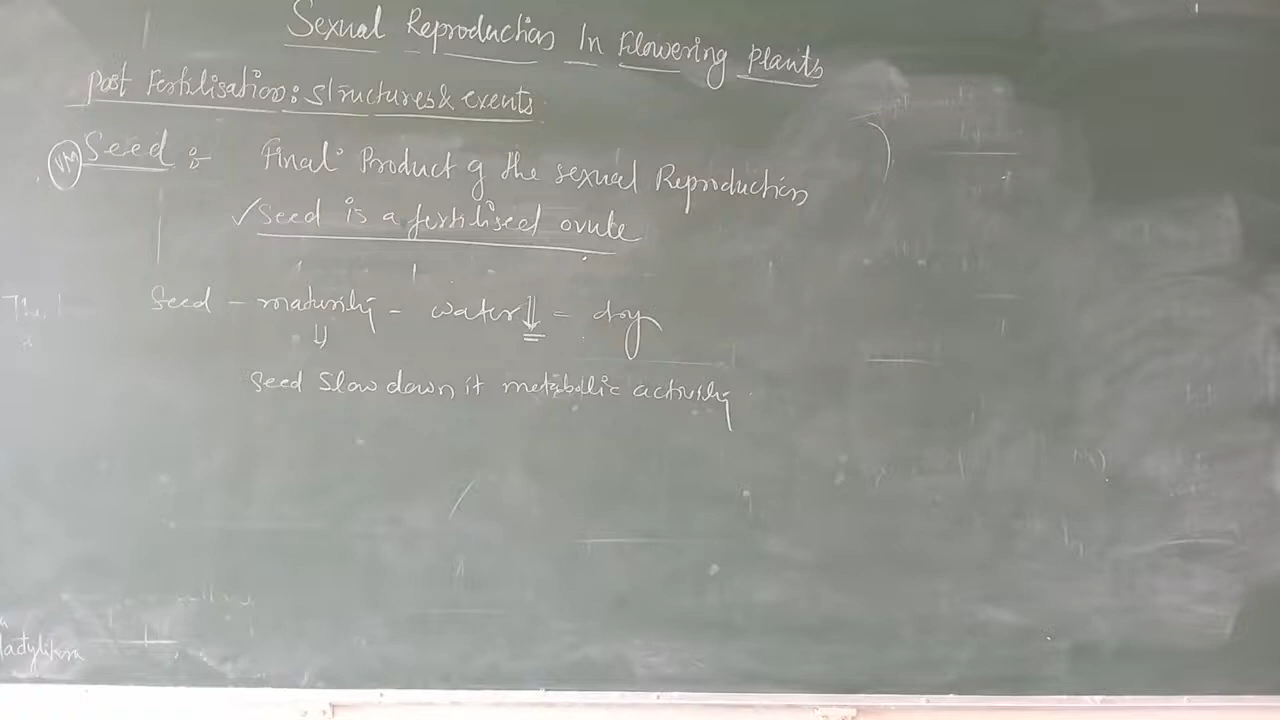 Sexual Reproduction In Flowering Plants
Post Fertilisation: Structures & events
VM Seed :- Final Product of the sexual Reproduction
✓ Seed is a fertilised ovule
Seed - maturity - water ⇓ = dry
⇓
Seed Slow down it metabolic activity